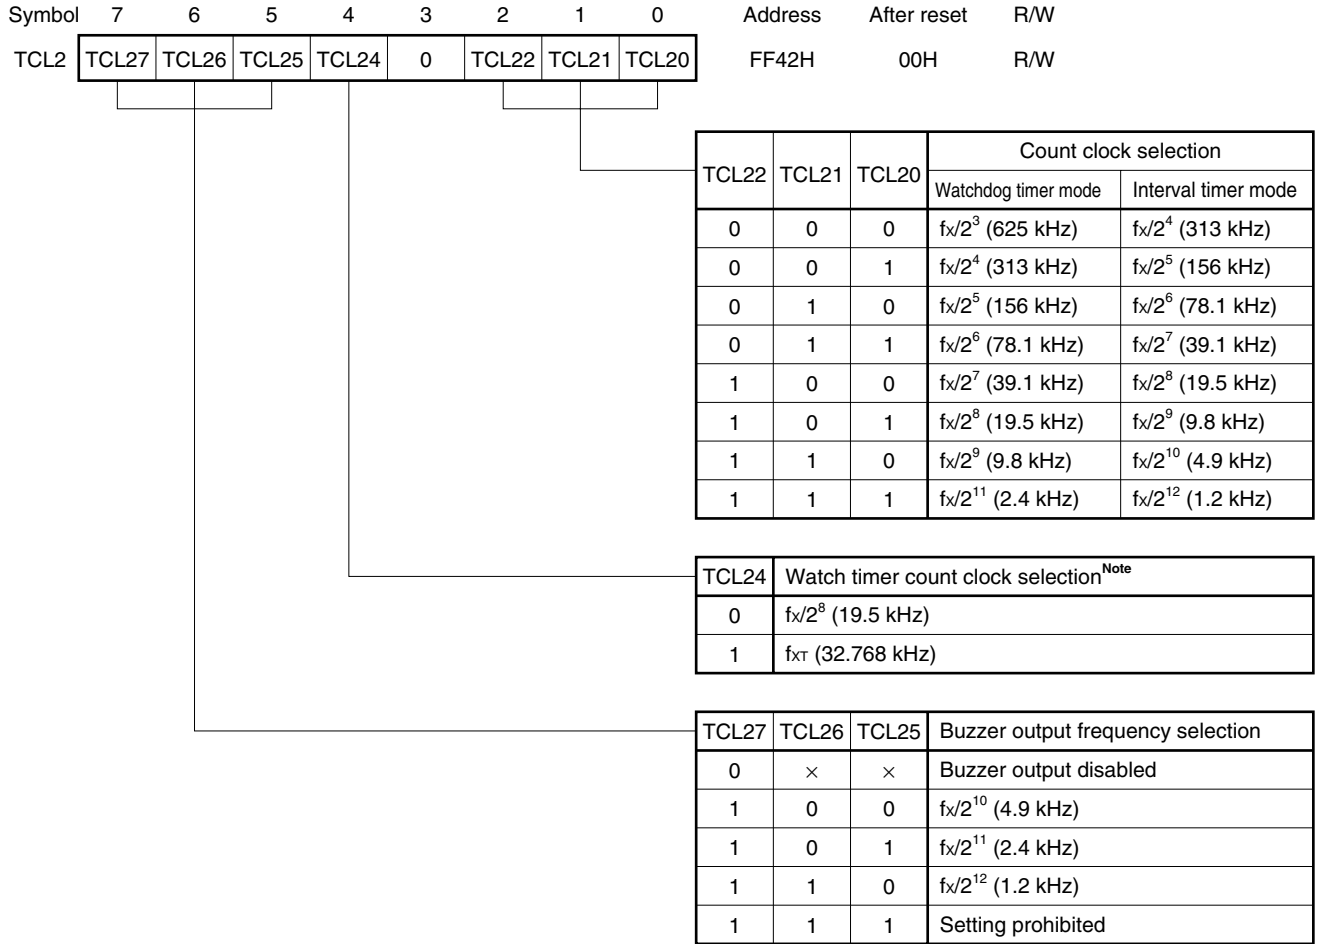 Symbol 7 6 5 4 3 2 1 0 Address After reset R/W
TCL2 TCL27 TCL26 TCL25 TCL24 0 TCL22 TCL21 TCL20 FF42H 00H R/W
TCL22 TCL21 TCL20 Count clock selection
Watchdog timer mode Interval timer mode
0 0 0 fx/2^3 (625 kHz) fx/2^4 (313 kHz)
0 0 1 fx/2^4 (313 kHz) fx/2^5 (156 kHz)
0 1 0 fx/2^5 (156 kHz) fx/2^6 (78.1 kHz)
0 1 1 fx/2^6 (78.1 kHz) fx/2^7 (39.1 kHz)
1 0 0 fx/2^7 (39.1 kHz) fx/2^8 (19.5 kHz)
1 0 1 fx/2^8 (19.5 kHz) fx/2^9 (9.8 kHz)
1 1 0 fx/2^9 (9.8 kHz) fx/2^10 (4.9 kHz)
1 1 1 fx/2^11 (2.4 kHz) fx/2^12 (1.2 kHz)
TCL24 Watch timer count clock selection^Note
0 fx/2^8 (19.5 kHz)
1 fXT (32.768 kHz)
TCL27 TCL26 TCL25 Buzzer output frequency selection
0 × × Buzzer output disabled
1 0 0 fx/2^10 (4.9 kHz)
1 0 1 fx/2^11 (2.4 kHz)
1 1 0 fx/2^12 (1.2 kHz)
1 1 1 Setting prohibited